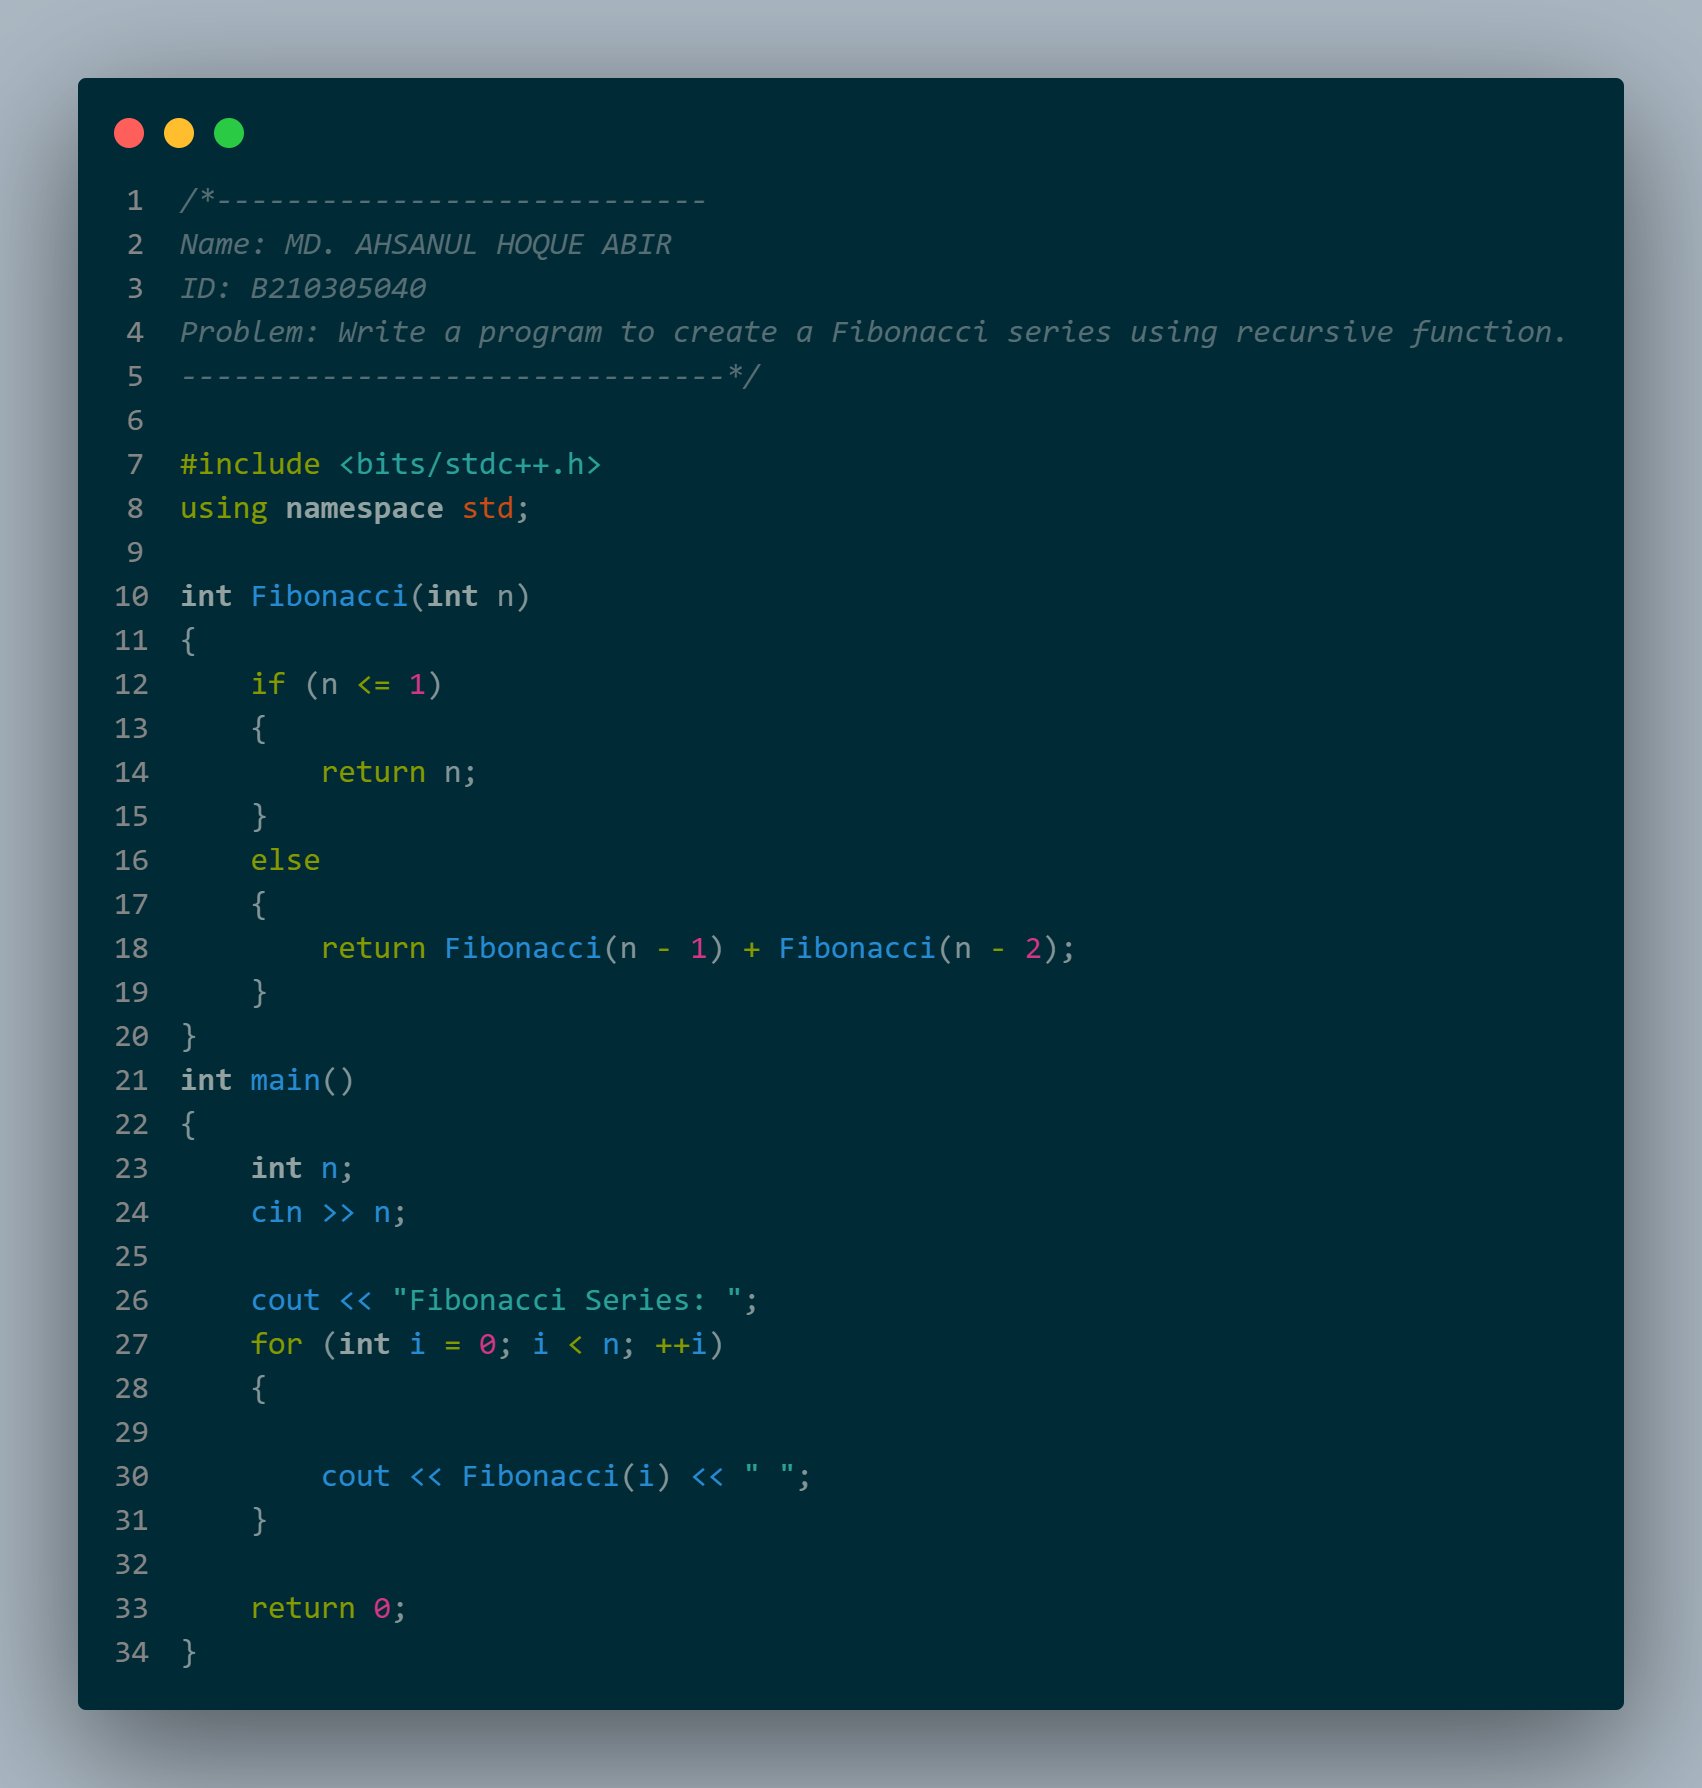 1 /*----------------------------
2 Name: MD. AHSANUL HOQUE ABIR
3 ID: B210305040
4 Problem: Write a program to create a Fibonacci series using recursive function.
5 -------------------------------*/
6
7 #include <bits/stdc++.h>
8 using namespace std;
9
10 int Fibonacci(int n)
11 {
12     if (n <= 1)
13     {
14         return n;
15     }
16     else
17     {
18         return Fibonacci(n - 1) + Fibonacci(n - 2);
19     }
20 }
21 int main()
22 {
23     int n;
24     cin >> n;
25
26     cout << "Fibonacci Series: ";
27     for (int i = 0; i < n; ++i)
28     {
29
30         cout << Fibonacci(i) << " ";
31     }
32
33     return 0;
34 }